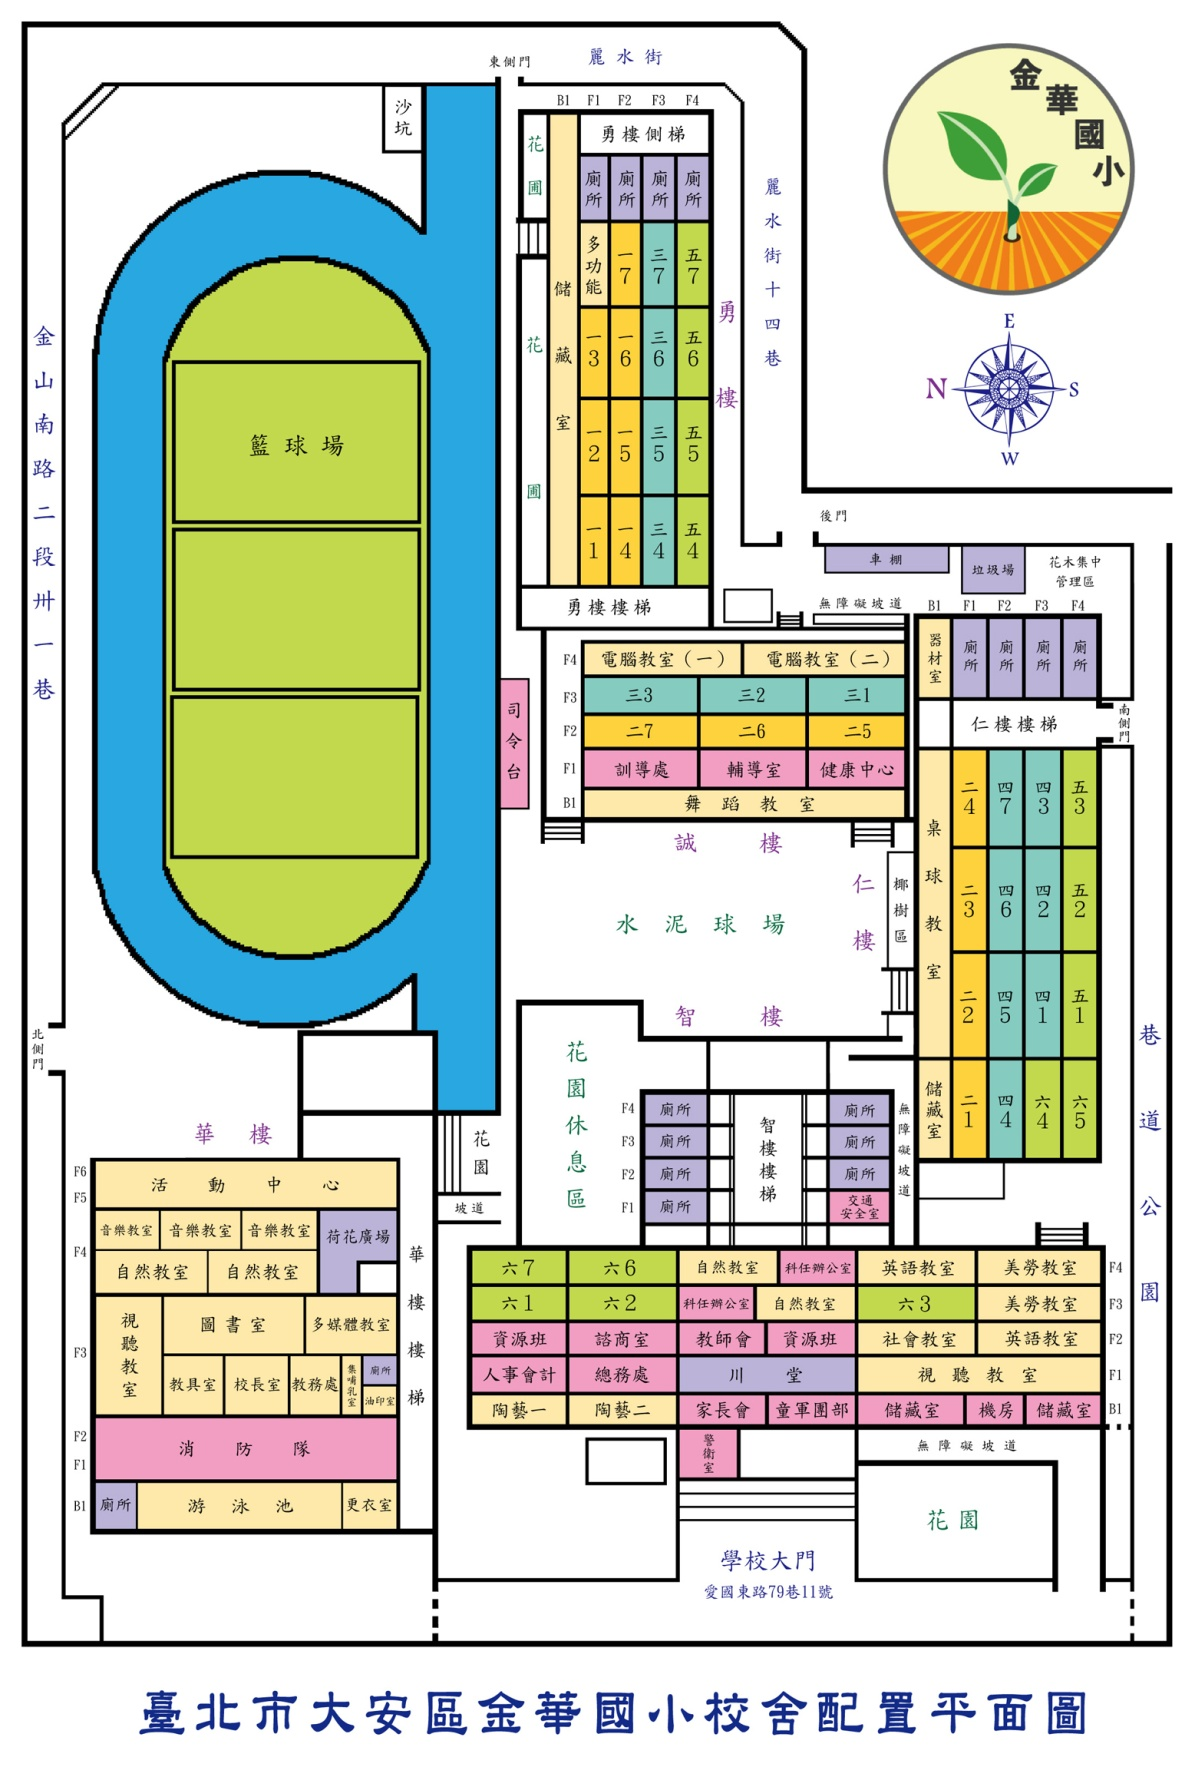 東側門
麗水街
金華國小
沙坑
B1 F1 F2 F3 F4
花圃
勇樓側梯
廁所 廁所 廁所 廁所
儲藏室
多功能 一7 三7 五7
一3 一6 三6 五6
一2 一5 三5 五5
一1 一4 三4 五4
花圃
勇樓樓梯
勇樓
麗水街十四巷
金山南路二段卅一巷
籃球場
E
N S
W
後門
車棚
垃圾場
花木集中
管理區
無障礙坡道
B1 F1 F2 F3 F4
器材室
廁所 廁所 廁所 廁所
南側門
仁樓樓梯
司令台
F4 電腦教室(一) 電腦教室(二)
F3 三3 三2 三1
F2 二7 二6 二5
F1 訓導處 輔導室 健康中心
B1 舞蹈教室
誠樓
仁樓
椰樹區
桌球教室
二4 四7 四3 五3
二3 四6 四2 五2
二2 四5 四1 五1
儲藏室 二1 四4 六4 六5
水泥球場
智樓
北側門
花園休息區
巷道公園
F4 廁所 廁所
F3 廁所 廁所
F2 廁所 廁所
F1 廁所 交通
安全室
智樓樓梯
無障礙坡道
華樓
花園
坡道
F6
F5
活動中心
F4
音樂教室 音樂教室 音樂教室 荷花廣場
自然教室 自然教室
F3
視聽教室
圖書室 多媒體教室
教具室 校長室 教務處 集哺乳室 廁所
油印室
F2
F1
消防隊
B1 廁所 游泳池 更衣室
華樓樓梯
六7 六6 自然教室 科任辦公室 英語教室 美勞教室 F4
六1 六2 科任辦公室 自然教室 六3 美勞教室 F3
資源班 諮商室 教師會 資源班 社會教室 英語教室 F2
人事會計 總務處 川堂 視聽教室 F1
陶藝一 陶藝二 家長會 童軍團部 儲藏室 機房 儲藏室 B1
警衛室
無障礙坡道
花園
學校大門
愛國東路79巷11號
臺北市大安區金華國小校舍配置平面圖